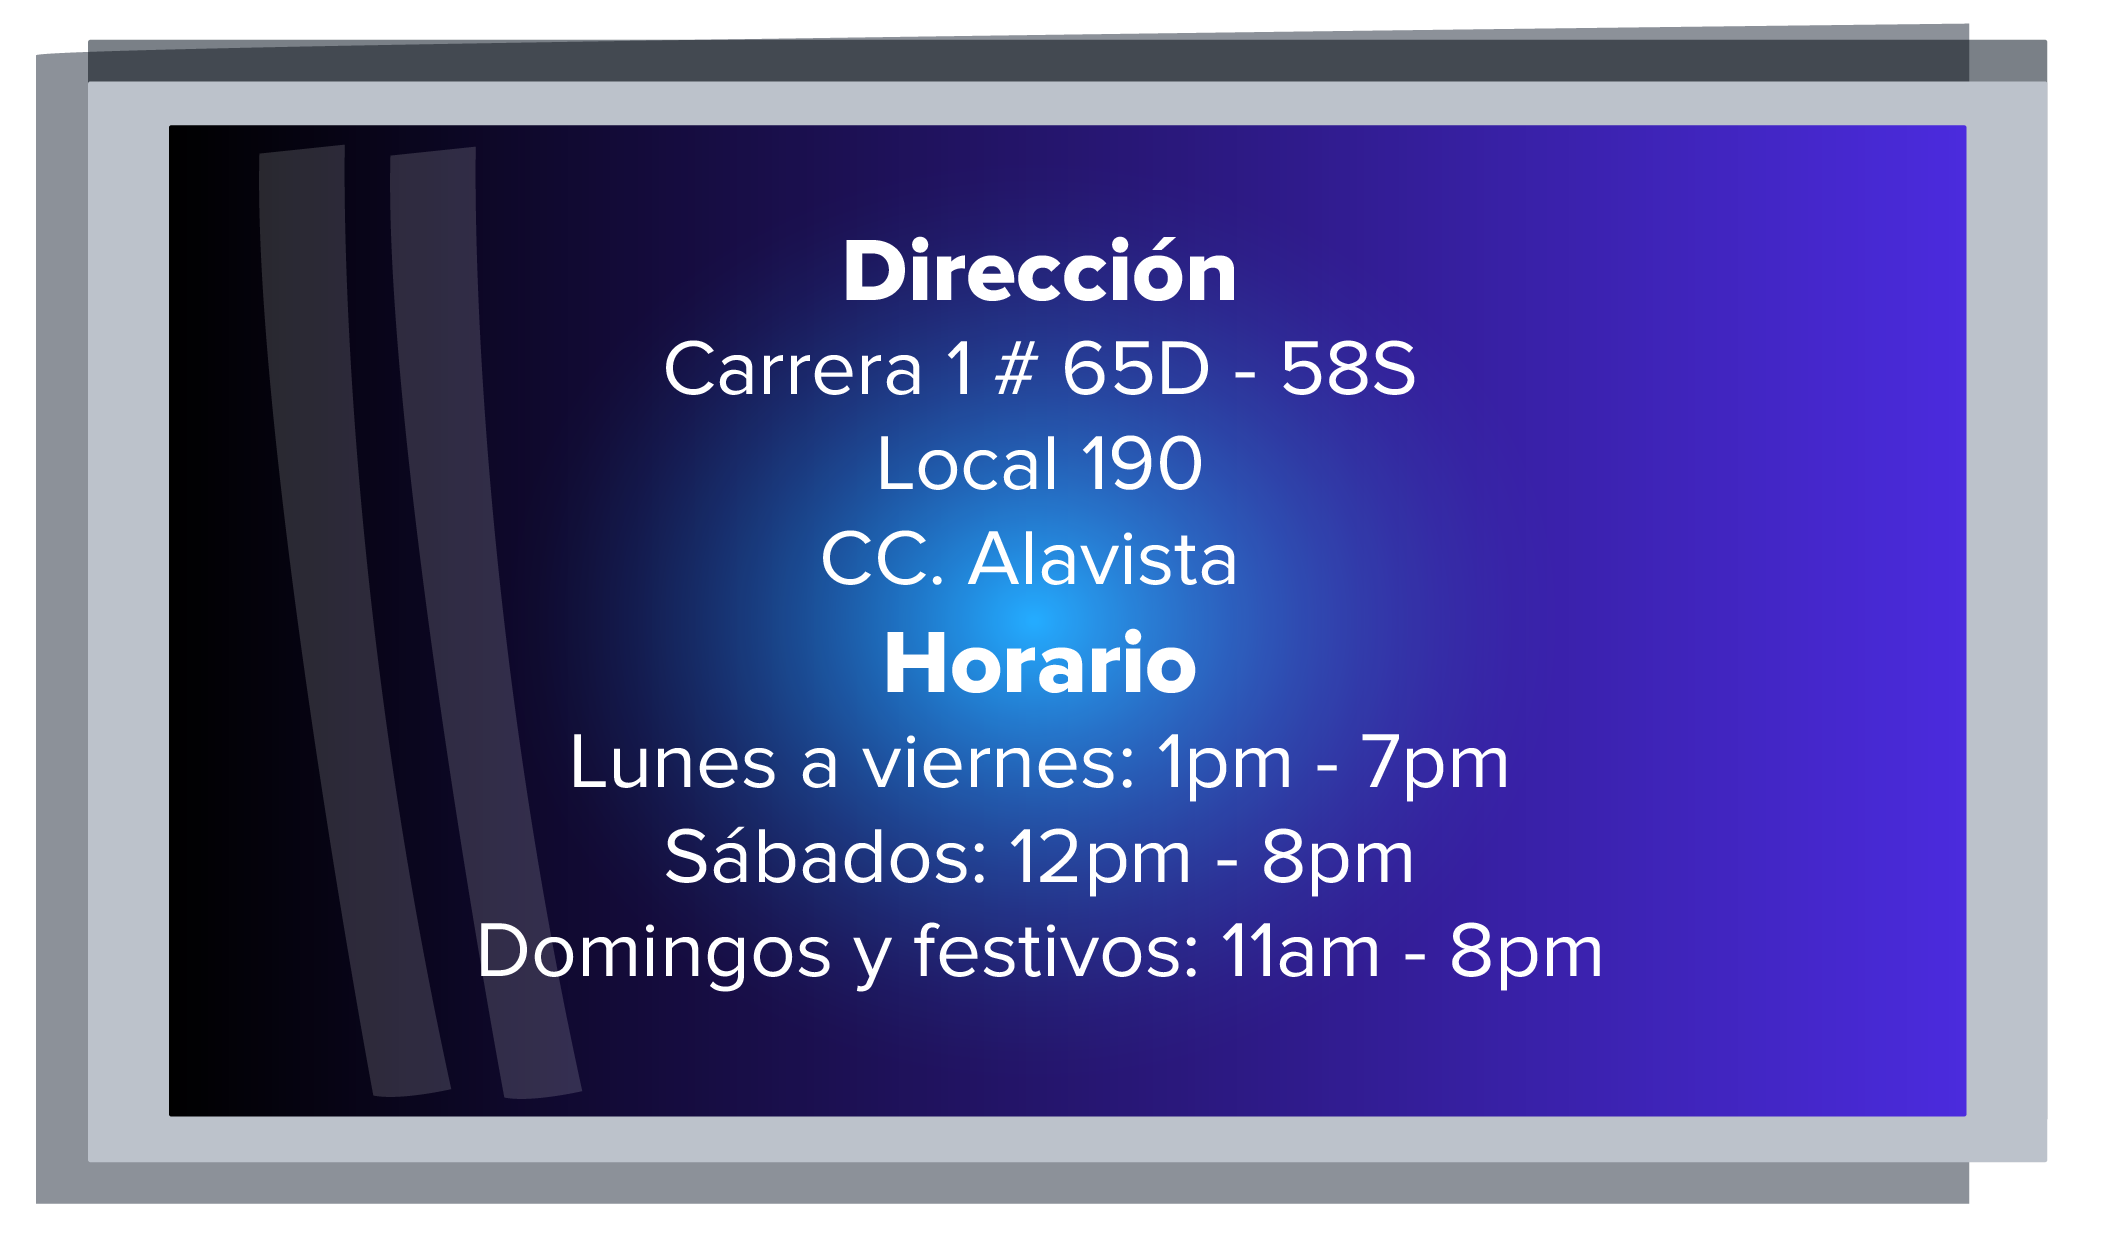 Dirección
Carrera 1 # 65D - 58S
Local 190
CC. Alavista
Horario
Lunes a viernes: 1pm - 7pm
Sábados: 12pm - 8pm
Domingos y festivos: 11am - 8pm